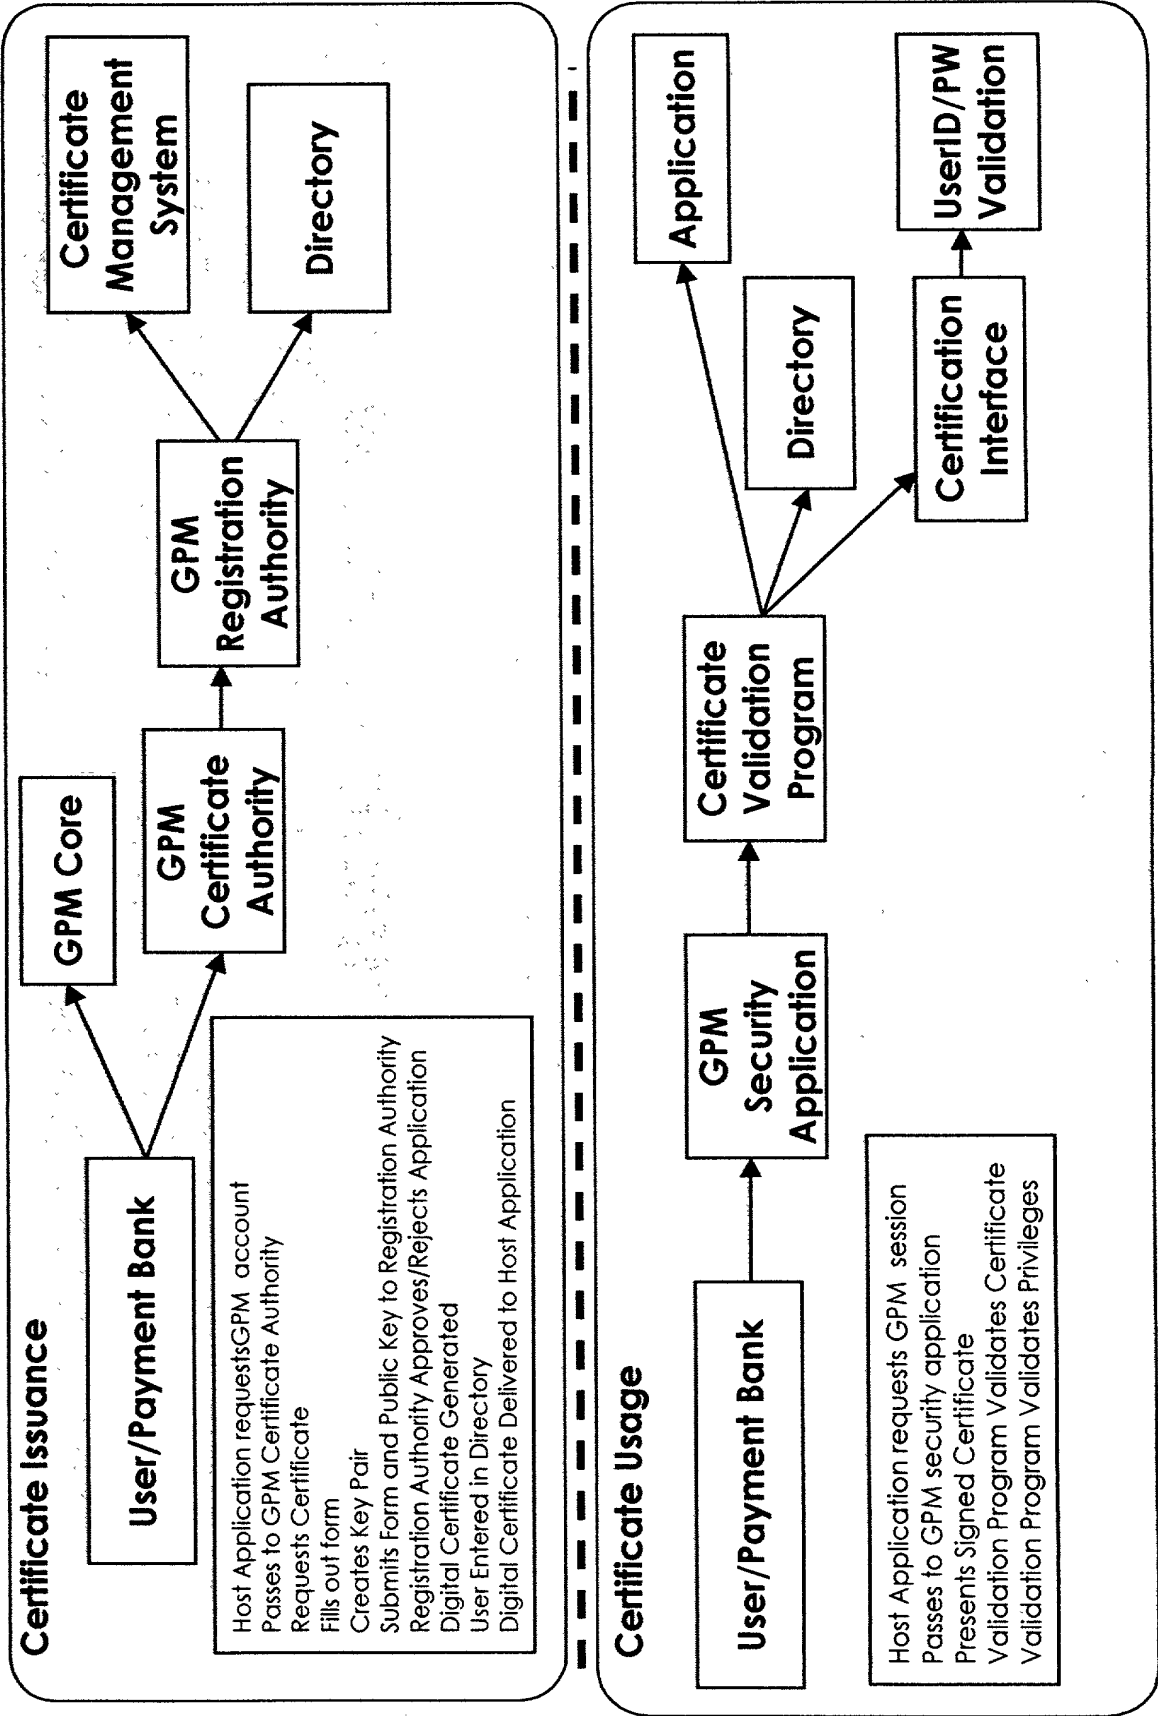 Certificate Issuance
User/Payment Bank
GPM Core
GPM
Certificate
Authority
GPM
Registration
Authority
Certificate
Management
System
Directory
Host Application requestsGPM account
Passes to GPM Certificate Authority
Requests Certificate
Fills out form
Creates Key Pair
Submits Form and Public Key to Registration Authority
Registration Authority Approves/Rejects Application
Digital Certificate Generated
User Entered in Directory
Digital Certificate Delivered to Host Application
Certificate Usage
User/Payment Bank
GPM
Security
Application
Certificate
Validation
Program
Application
Directory
Certification
Interface
UserID/PW
Validation
Host Application requests GPM session
Passes to GPM security application
Presents Signed Certificate
Validation Program Validates Certificate
Validation Program Validates Privileges